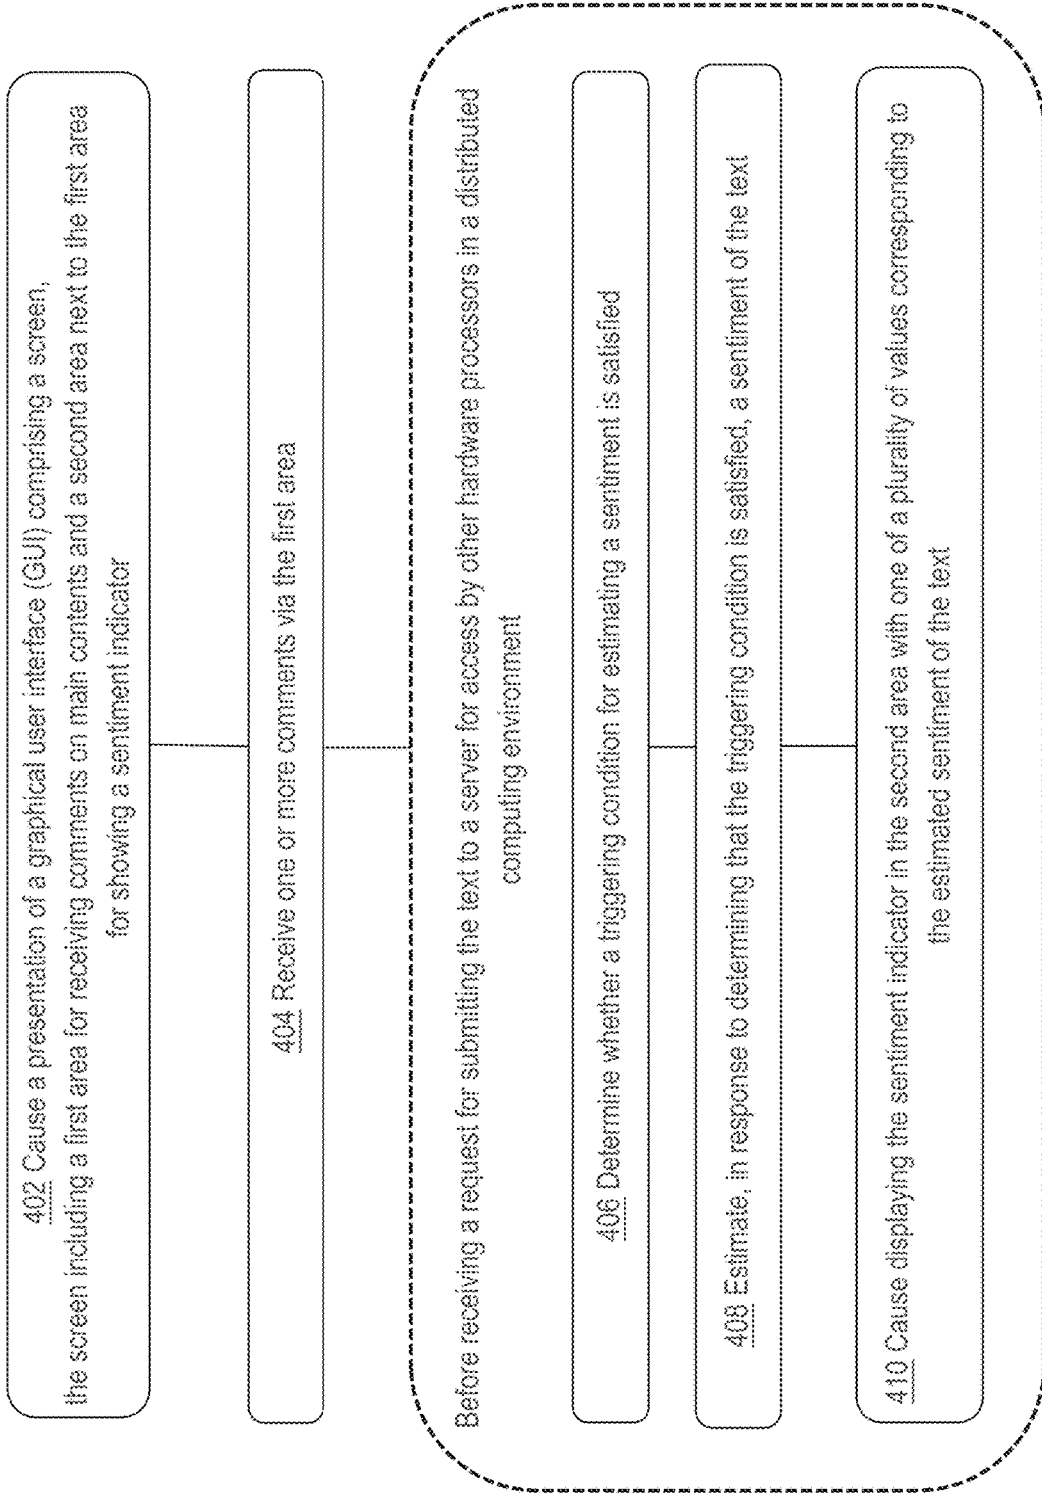 402 Cause a presentation of a graphical user interface (GUI) comprising a screen,
the screen including a first area for receiving comments on main contents and a second area next to the first area
for showing a sentiment indicator
404 Receive one or more comments via the first area
Before receiving a request for submitting the text to a server for access by other hardware processors in a distributed
computing environment
406 Determine whether a triggering condition for estimating a sentiment is satisfied
408 Estimate, in response to determining that the triggering condition is satisfied, a sentiment of the text
410 Cause displaying the sentiment indicator in the second area with one of a plurality of values corresponding to
the estimated sentiment of the text